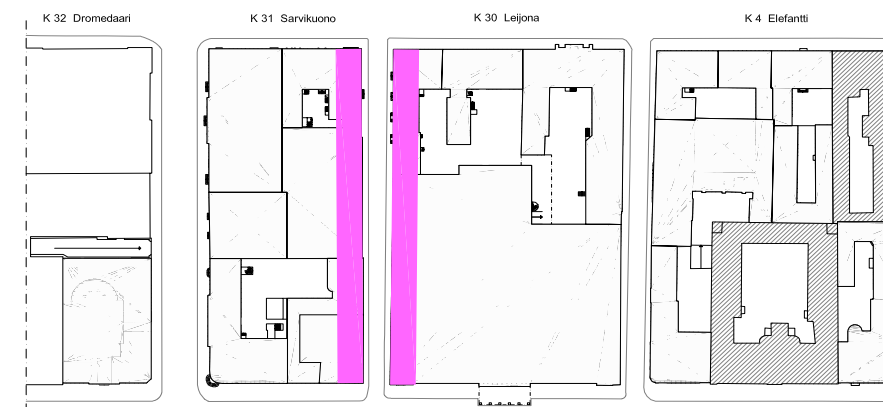 K 32 Dromedaari
K 31 Sarvikuono
K 30 Leijona
K 4 Elefantti